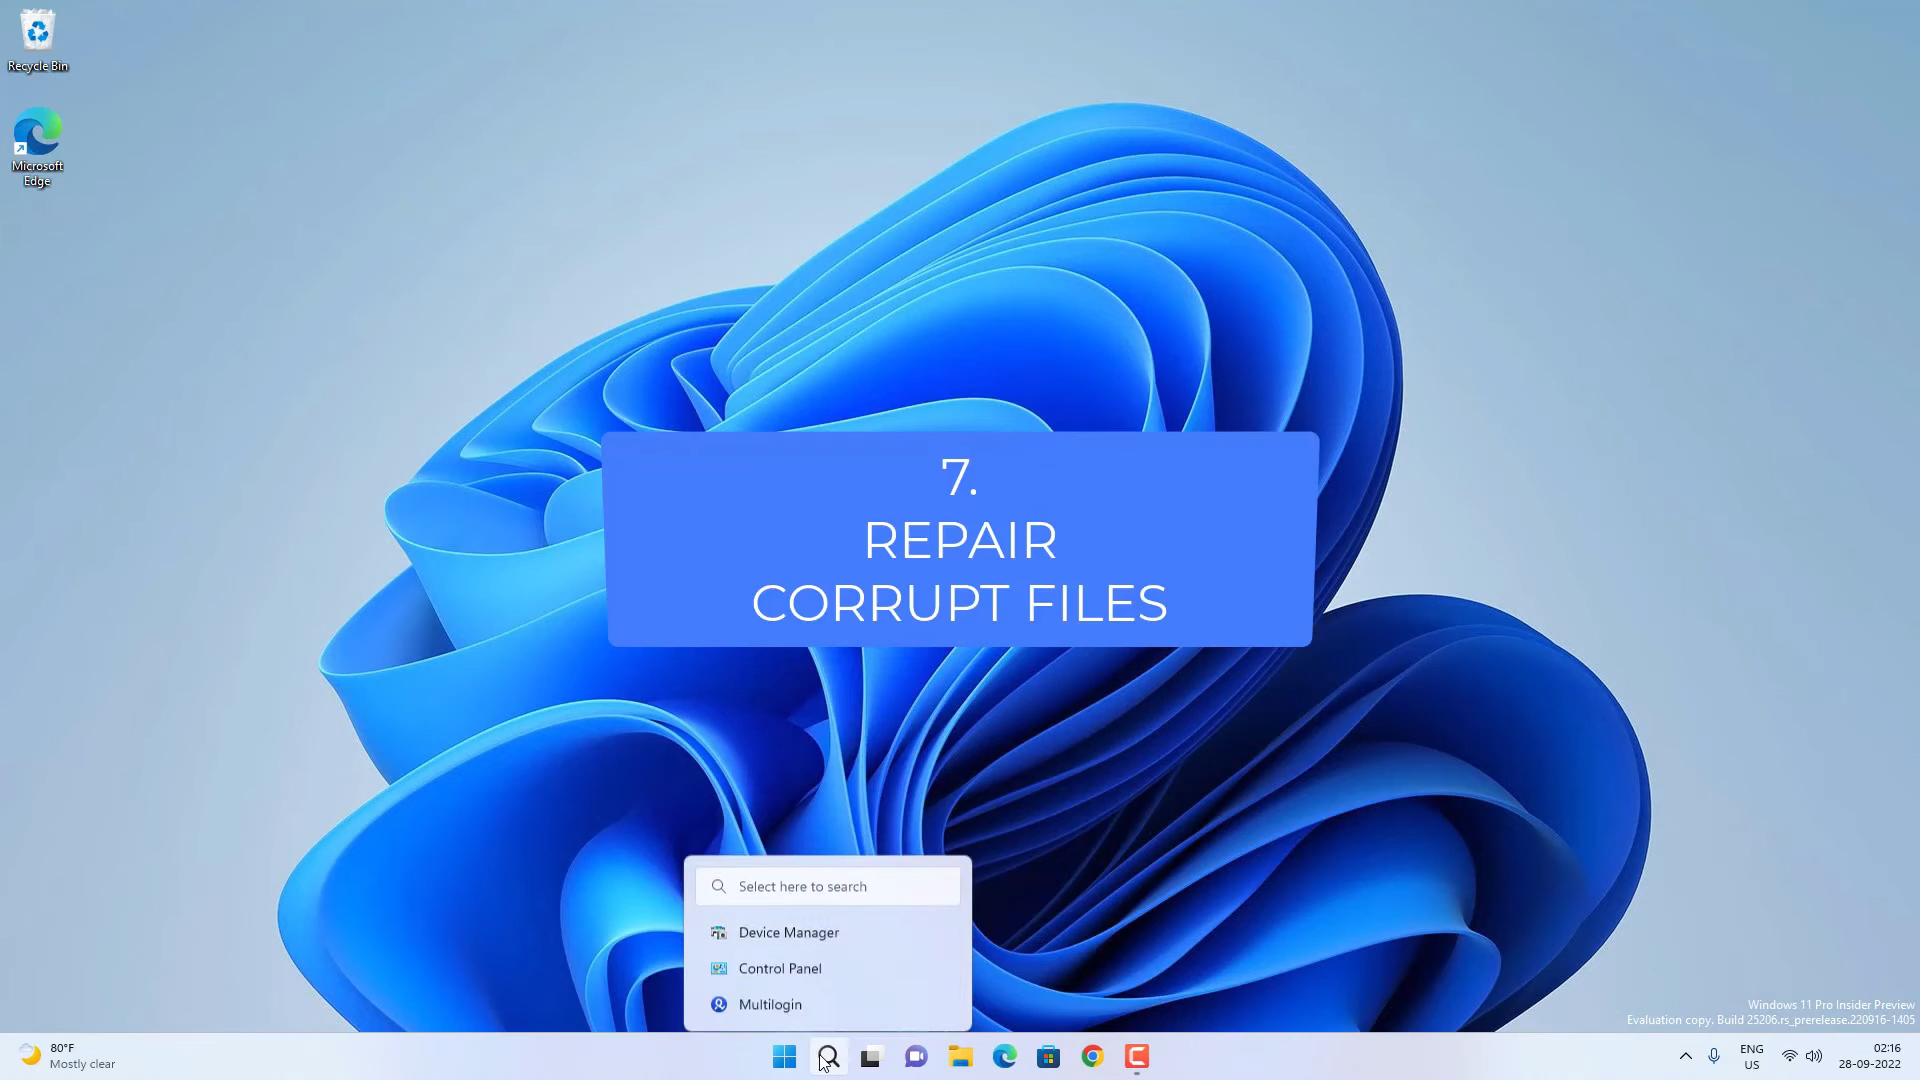 Recycle Bin
Microsoft
Edge
7.
REPAIR
CORRUPT FILES
Select here to search
Device Manager
Control Panel
Multilogin
Windows 11 Pro Insider Preview
Evaluation copy. Build 25206.rs_prerelease.220916-1405
80°F
Mostly clear
ENG
US
02:16
28-09-2022